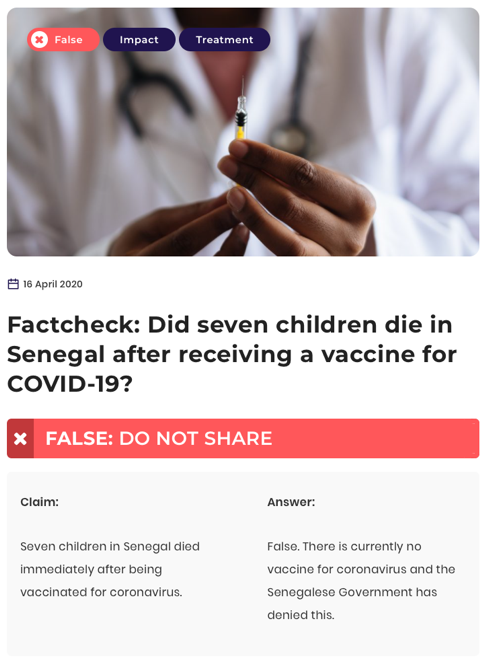 False
Impact
Treatment
16 April 2020
Factcheck: Did seven children die in
Senegal after receiving a vaccine for
COVID-19?
FALSE: DO NOT SHARE
Claim:
Seven children in Senegal died
immediately after being
vaccinated for coronavirus.
Answer:
False. There is currently no
vaccine for coronavirus and the
Senegalese Government has
denied this.